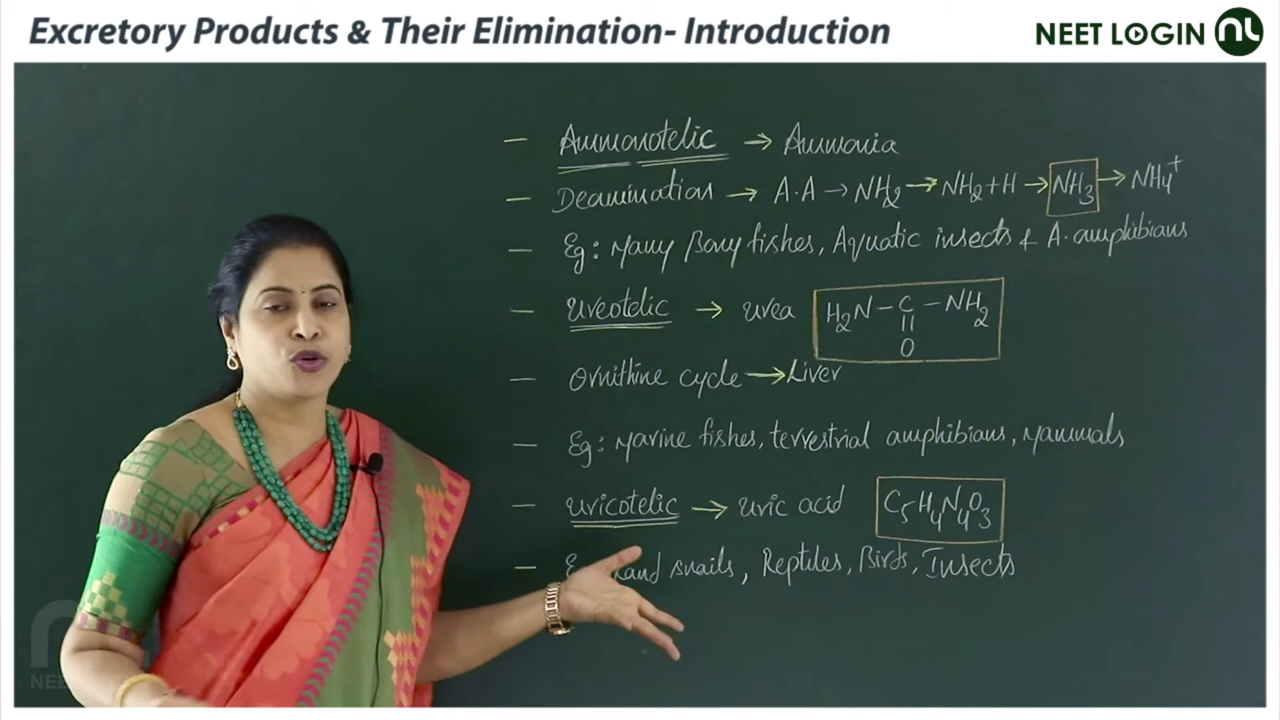 Excretory Products & Their Elimination- Introduction
NEET LOGIN nl
– Ammonotelic → Ammonia
– Deamination → A.A → NH2 → NH2 + H → NH3 → NH4+
– Eg: Many Bony fishes, Aquatic insects & A. amphibians
– Ureotelic → urea H2N – C – NH2
||
O
– Ornithine cycle → Liver
– Eg: Marine fishes, terrestrial amphibians, Mammals
– Uricotelic → Uric acid C5H4N4O3
– snails, Reptiles, Birds, Insects
NEE